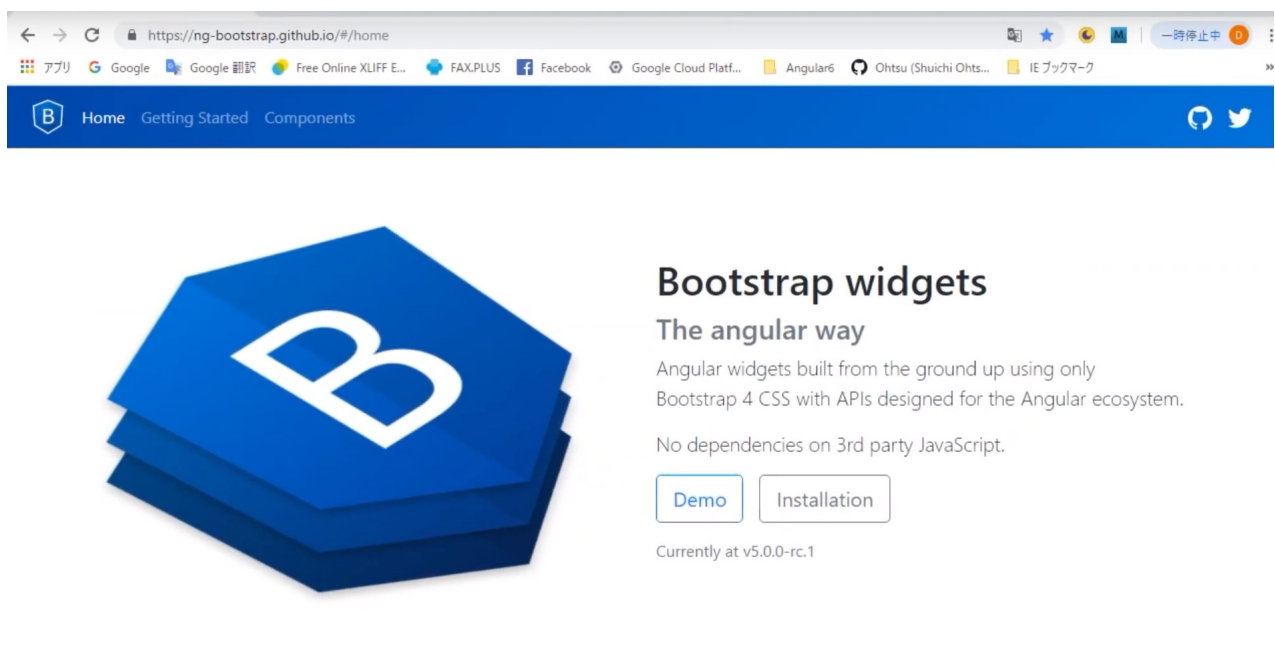 https://ng-bootstrap.github.io/#/home
一時停止中 D
アプリ G Google Google 翻訳 Free Online XLIFF E... FAX.PLUS Facebook Google Cloud Platf... Angular6 Ohtsu (Shuichi Ohts... IE ブックマーク »
B Home Getting Started Components
B
Bootstrap widgets
The angular way
Angular widgets built from the ground up using only
Bootstrap 4 CSS with APIs designed for the Angular ecosystem.
No dependencies on 3rd party JavaScript.
Demo Installation
Currently at v5.0.0-rc.1